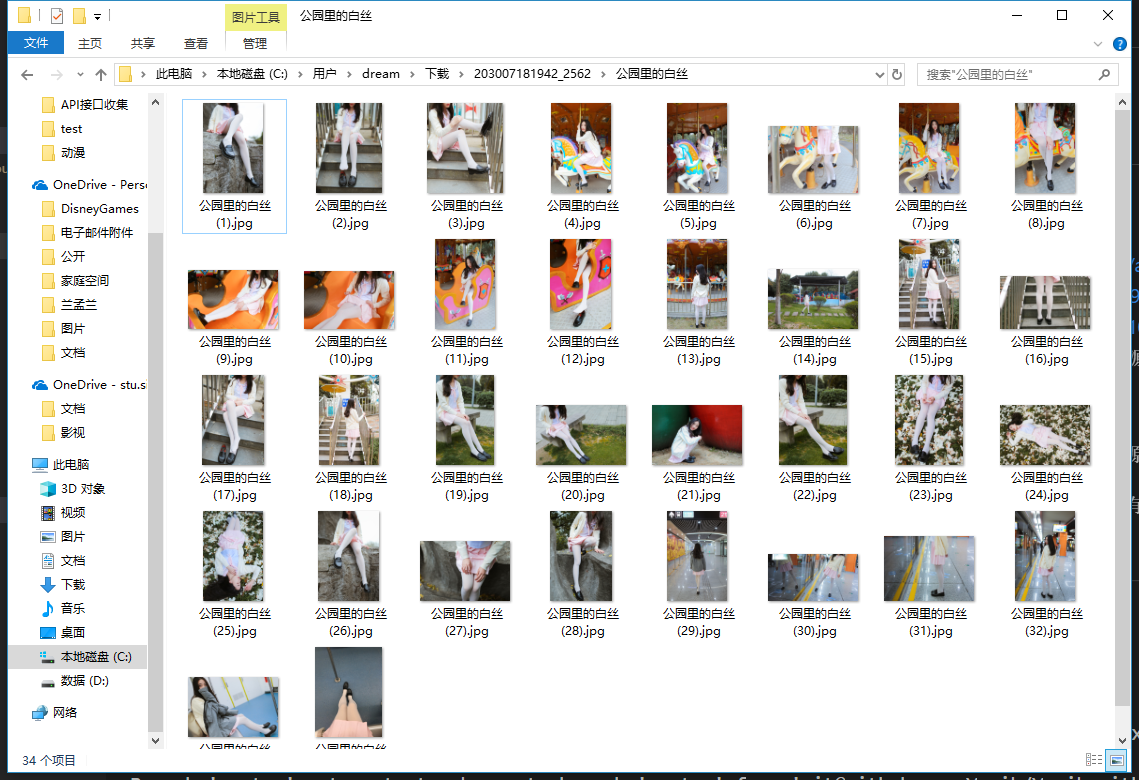 图片工具
公园里的白丝
文件
主页
共享
查看
管理
此电脑
本地磁盘 (C:)
用户
dream
下载
203007181942_2562
公园里的白丝
搜索"公园里的白丝"
API接口收集
test
动漫
OneDrive - Perso
DisneyGames
电子邮件附件
公开
家庭空间
兰孟兰
图片
文档
OneDrive - stu.s
文档
影视
此电脑
3D 对象
视频
图片
文档
下载
音乐
桌面
本地磁盘 (C:)
数据 (D:)
网络
公园里的白丝
(1).jpg
公园里的白丝
(2).jpg
公园里的白丝
(3).jpg
公园里的白丝
(4).jpg
公园里的白丝
(5).jpg
公园里的白丝
(6).jpg
公园里的白丝
(7).jpg
公园里的白丝
(8).jpg
公园里的白丝
(9).jpg
公园里的白丝
(10).jpg
公园里的白丝
(11).jpg
公园里的白丝
(12).jpg
公园里的白丝
(13).jpg
公园里的白丝
(14).jpg
公园里的白丝
(15).jpg
公园里的白丝
(16).jpg
公园里的白丝
(17).jpg
公园里的白丝
(18).jpg
公园里的白丝
(19).jpg
公园里的白丝
(20).jpg
公园里的白丝
(21).jpg
公园里的白丝
(22).jpg
公园里的白丝
(23).jpg
公园里的白丝
(24).jpg
公园里的白丝
(25).jpg
公园里的白丝
(26).jpg
公园里的白丝
(27).jpg
公园里的白丝
(28).jpg
公园里的白丝
(29).jpg
公园里的白丝
(30).jpg
公园里的白丝
(31).jpg
公园里的白丝
(32).jpg
公园里的白丝
公园里的白丝
34 个项目